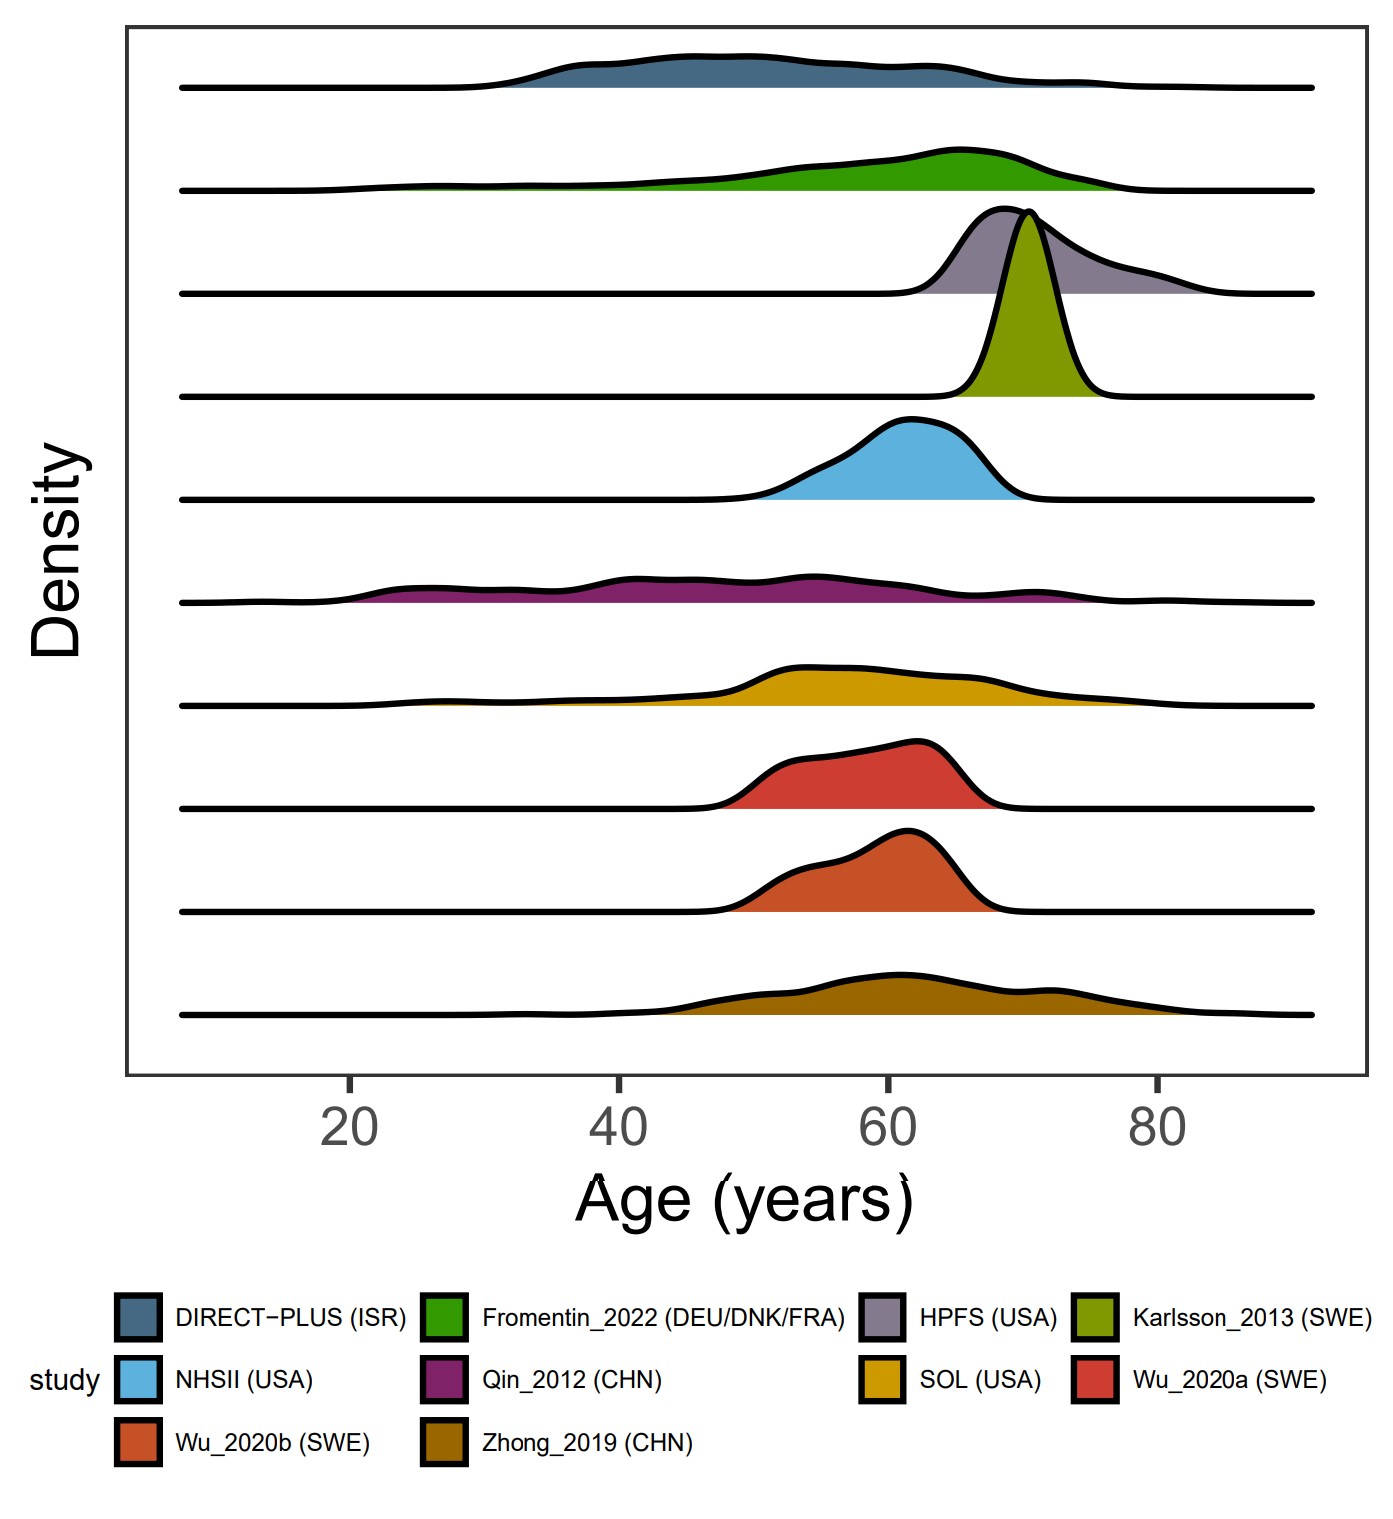 Density
20 40 60 80
Age (years)
study
DIRECT−PLUS (ISR) Fromentin_2022 (DEU/DNK/FRA) HPFS (USA) Karlsson_2013 (SWE)
NHSII (USA) Qin_2012 (CHN) SOL (USA) Wu_2020a (SWE)
Wu_2020b (SWE) Zhong_2019 (CHN)